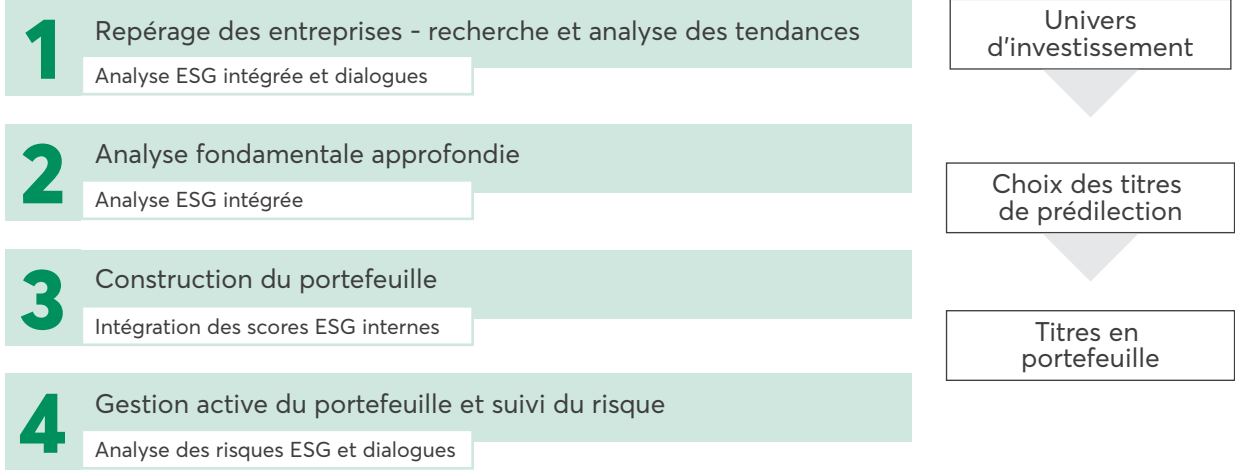 1
Repérage des entreprises - recherche et analyse des tendances
Analyse ESG intégrée et dialogues
2
Analyse fondamentale approfondie
Analyse ESG intégrée
3
Construction du portefeuille
Intégration des scores ESG internes
4
Gestion active du portefeuille et suivi du risque
Analyse des risques ESG et dialogues
Univers
d’investissement
Choix des titres
de prédilection
Titres en
portefeuille